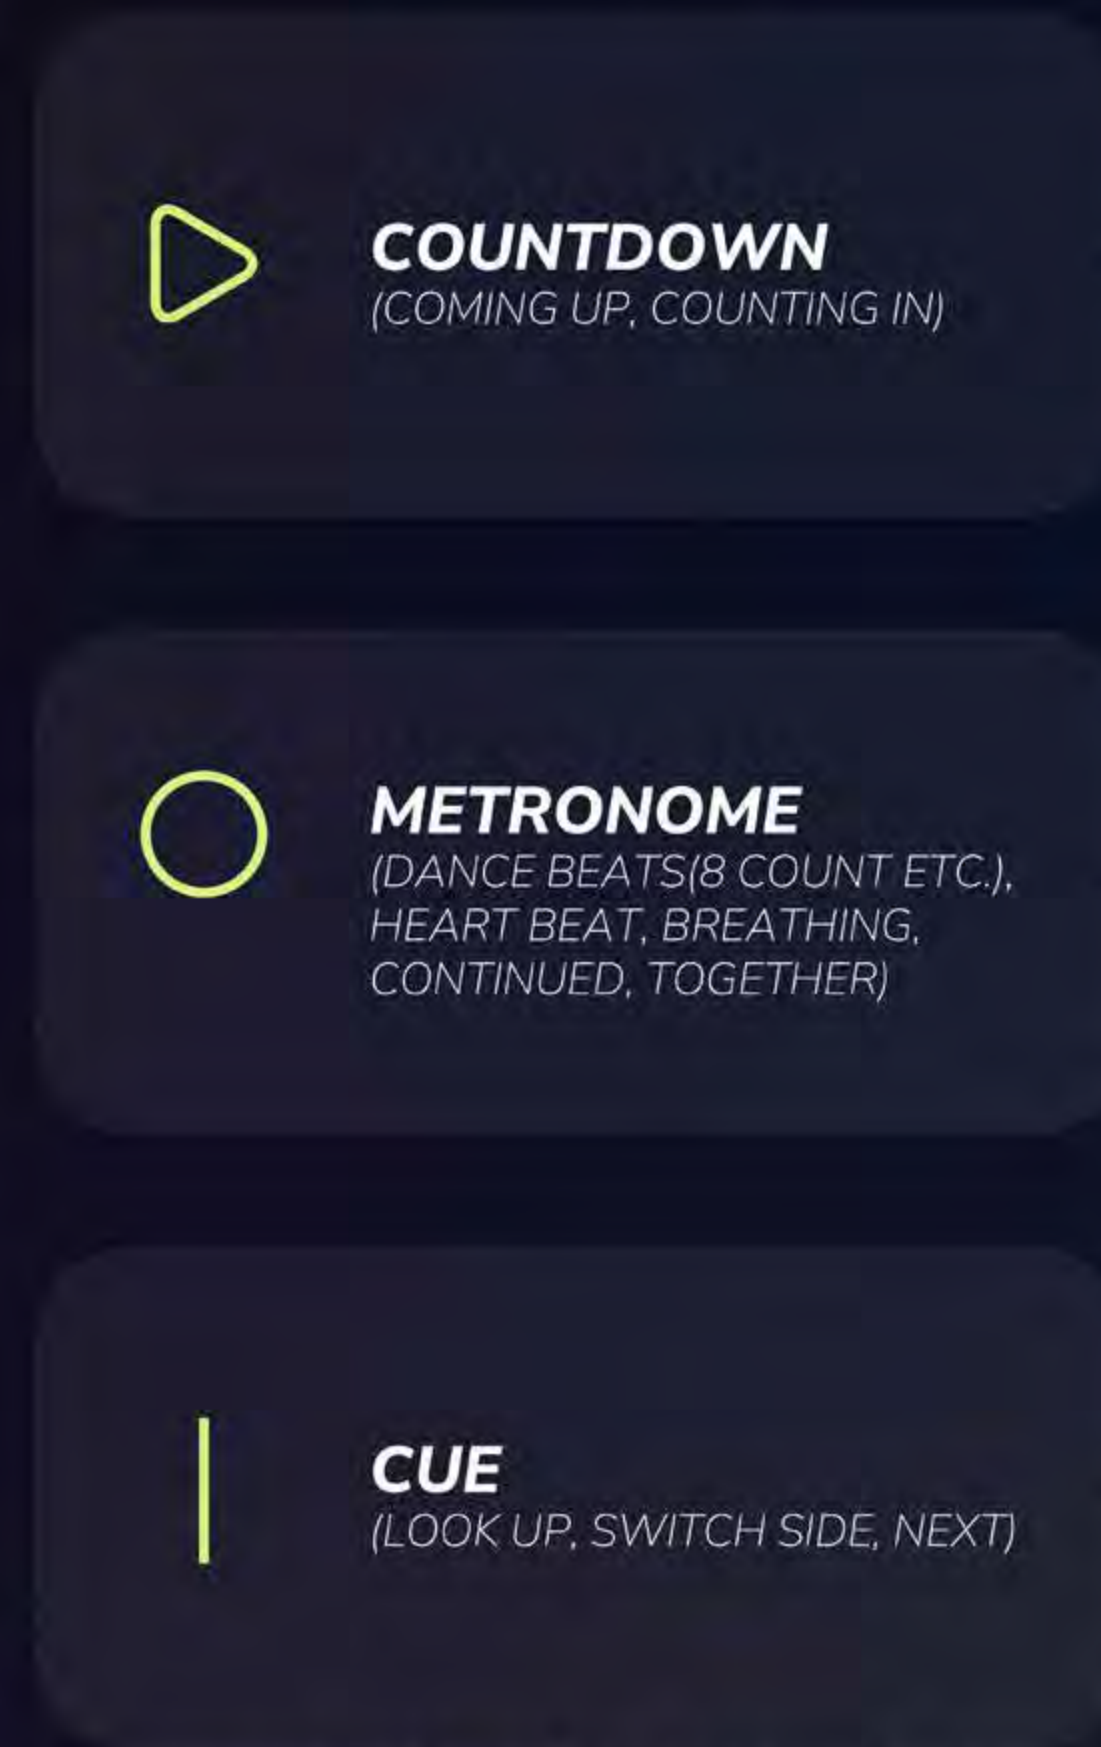 COUNTDOWN
(COMING UP, COUNTING IN)
METRONOME
(DANCE BEATS(8 COUNT ETC.),
HEART BEAT, BREATHING,
CONTINUED, TOGETHER)
CUE
(LOOK UP, SWITCH SIDE, NEXT)